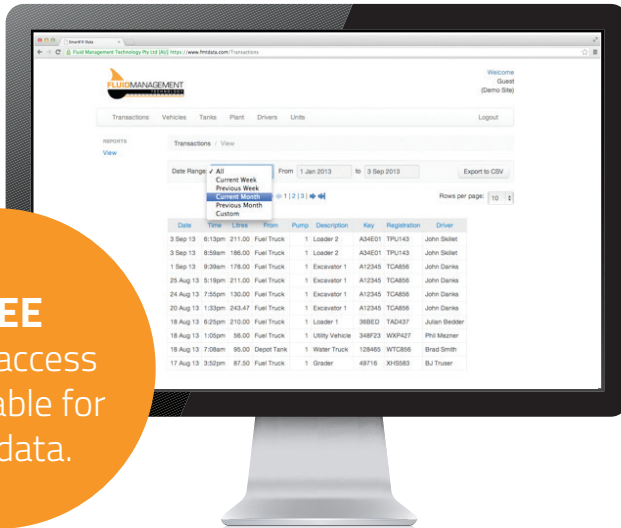 SmartFill Data
Fluid Management Technology Pty Ltd [AU] https://www.fmtdata.com/Transactions
FLUIDMANAGEMENT
TECHNOLOGY
Welcome
Guest
(Demo Site)
Transactions Vehicles Tanks Plant Drivers Units Logout
REPORTS
View
Transactions / View
Date Range ✓ All From 1 Jan 2013 to 3 Sep 2013 Export to CSV
Current Week
Previous Week
Current Month
Previous Month
Custom
1 | 2 | 3 | Rows per page: 10
Date Time Litres From Pump Description Key Registration Driver
3 Sep 13 6:13pm 211.00 Fuel Truck 1 Loader 2 A34E01 TPU143 John Skillet
3 Sep 13 8:59am 186.00 Fuel Truck 1 Loader 2 A34E01 TPU143 John Skillet
1 Sep 13 9:39am 178.00 Fuel Truck 1 Excavator 1 A12345 TCA856 John Danks
25 Aug 13 5:19pm 211.00 Fuel Truck 1 Excavator 1 A12345 TCA856 John Danks
24 Aug 13 7:55pm 130.00 Fuel Truck 1 Excavator 1 A12345 TCA856 John Danks
20 Aug 13 1:33pm 243.47 Fuel Truck 1 Excavator 1 A12345 TCA856 John Danks
18 Aug 13 6:25pm 210.00 Fuel Truck 1 Loader 1 36BED TAD437 Julian Bedder
18 Aug 13 1:05pm 56.00 Fuel Truck 1 Utility Vehicle 348F23 WXP427 Phil Mezner
18 Aug 13 7:08am 95.00 Depot Tank 1 Water Truck 128465 WTC856 Brad Smith
17 Aug 13 3:52pm 87.50 Fuel Truck 1 Grader 49716 XHS563 BJ Truser
EE
access
able for
data.